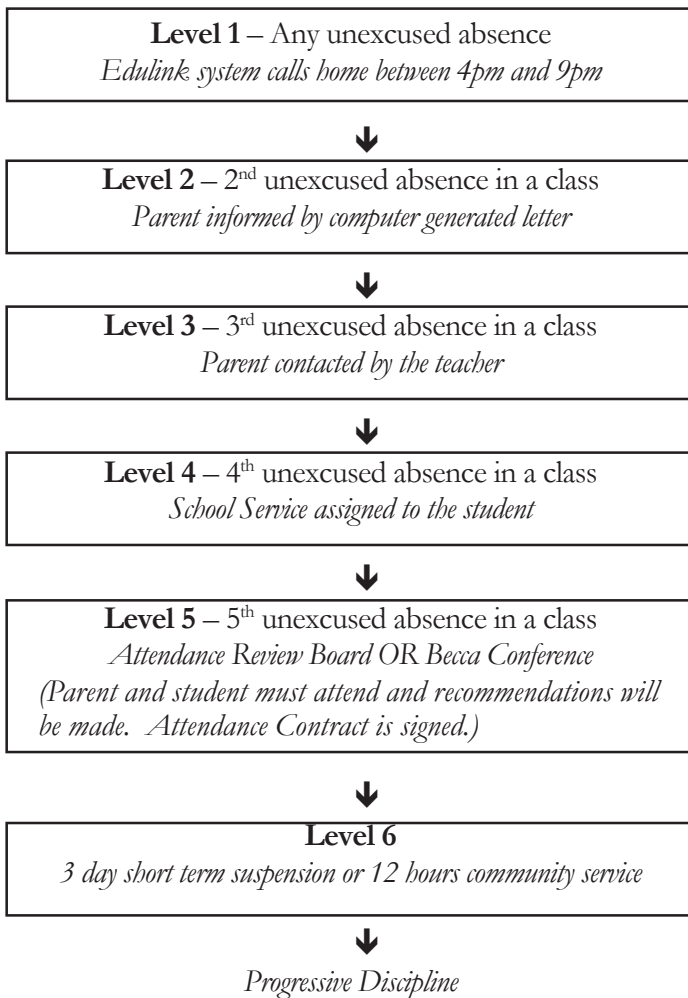 Level 1 – Any unexcused absence
Edulink system calls home between 4pm and 9pm
Level 2 – 2nd unexcused absence in a class
Parent informed by computer generated letter
Level 3 – 3rd unexcused absence in a class
Parent contacted by the teacher
Level 4 – 4th unexcused absence in a class
School Service assigned to the student
Level 5 – 5th unexcused absence in a class
Attendance Review Board OR Becca Conference
(Parent and student must attend and recommendations will
be made. Attendance Contract is signed.)
Level 6
3 day short term suspension or 12 hours community service
Progressive Discipline